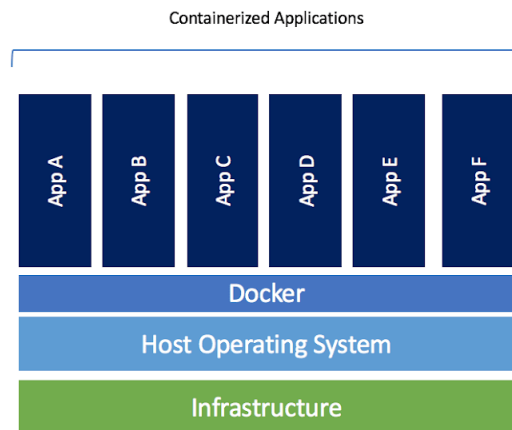 Containerized Applications
App A
App B
App C
App D
App E
App F
Docker
Host Operating System
Infrastructure